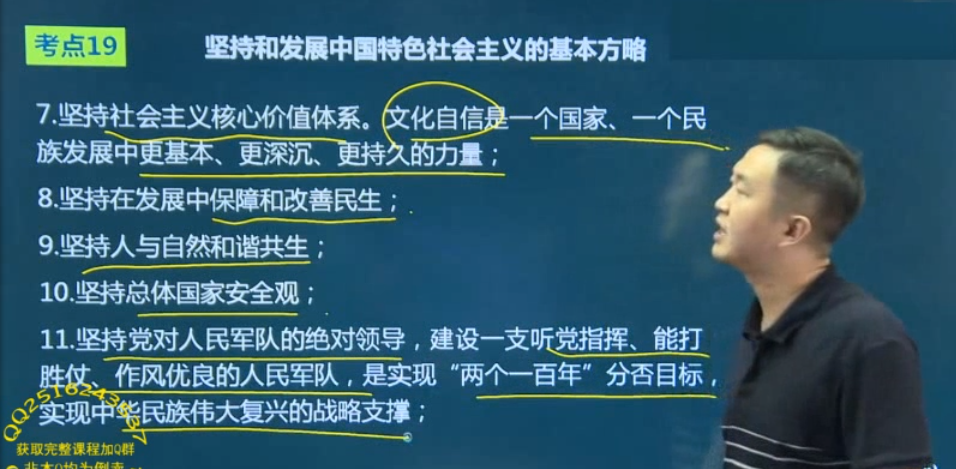 考点19
坚持和发展中国特色社会主义的基本方略
7.坚持社会主义核心价值体系。文化自信是一个国家、一个民
族发展中更基本、更深沉、更持久的力量；
8.坚持在发展中保障和改善民生；
9.坚持人与自然和谐共生；
10.坚持总体国家安全观；
11.坚持党对人民军队的绝对领导，建设一支听党指挥、能打
胜仗、作风优良的人民军队，是实现“两个一百年”分否目标，
实现中华民族伟大复兴的战略支撑；
获取完整课程加Q群